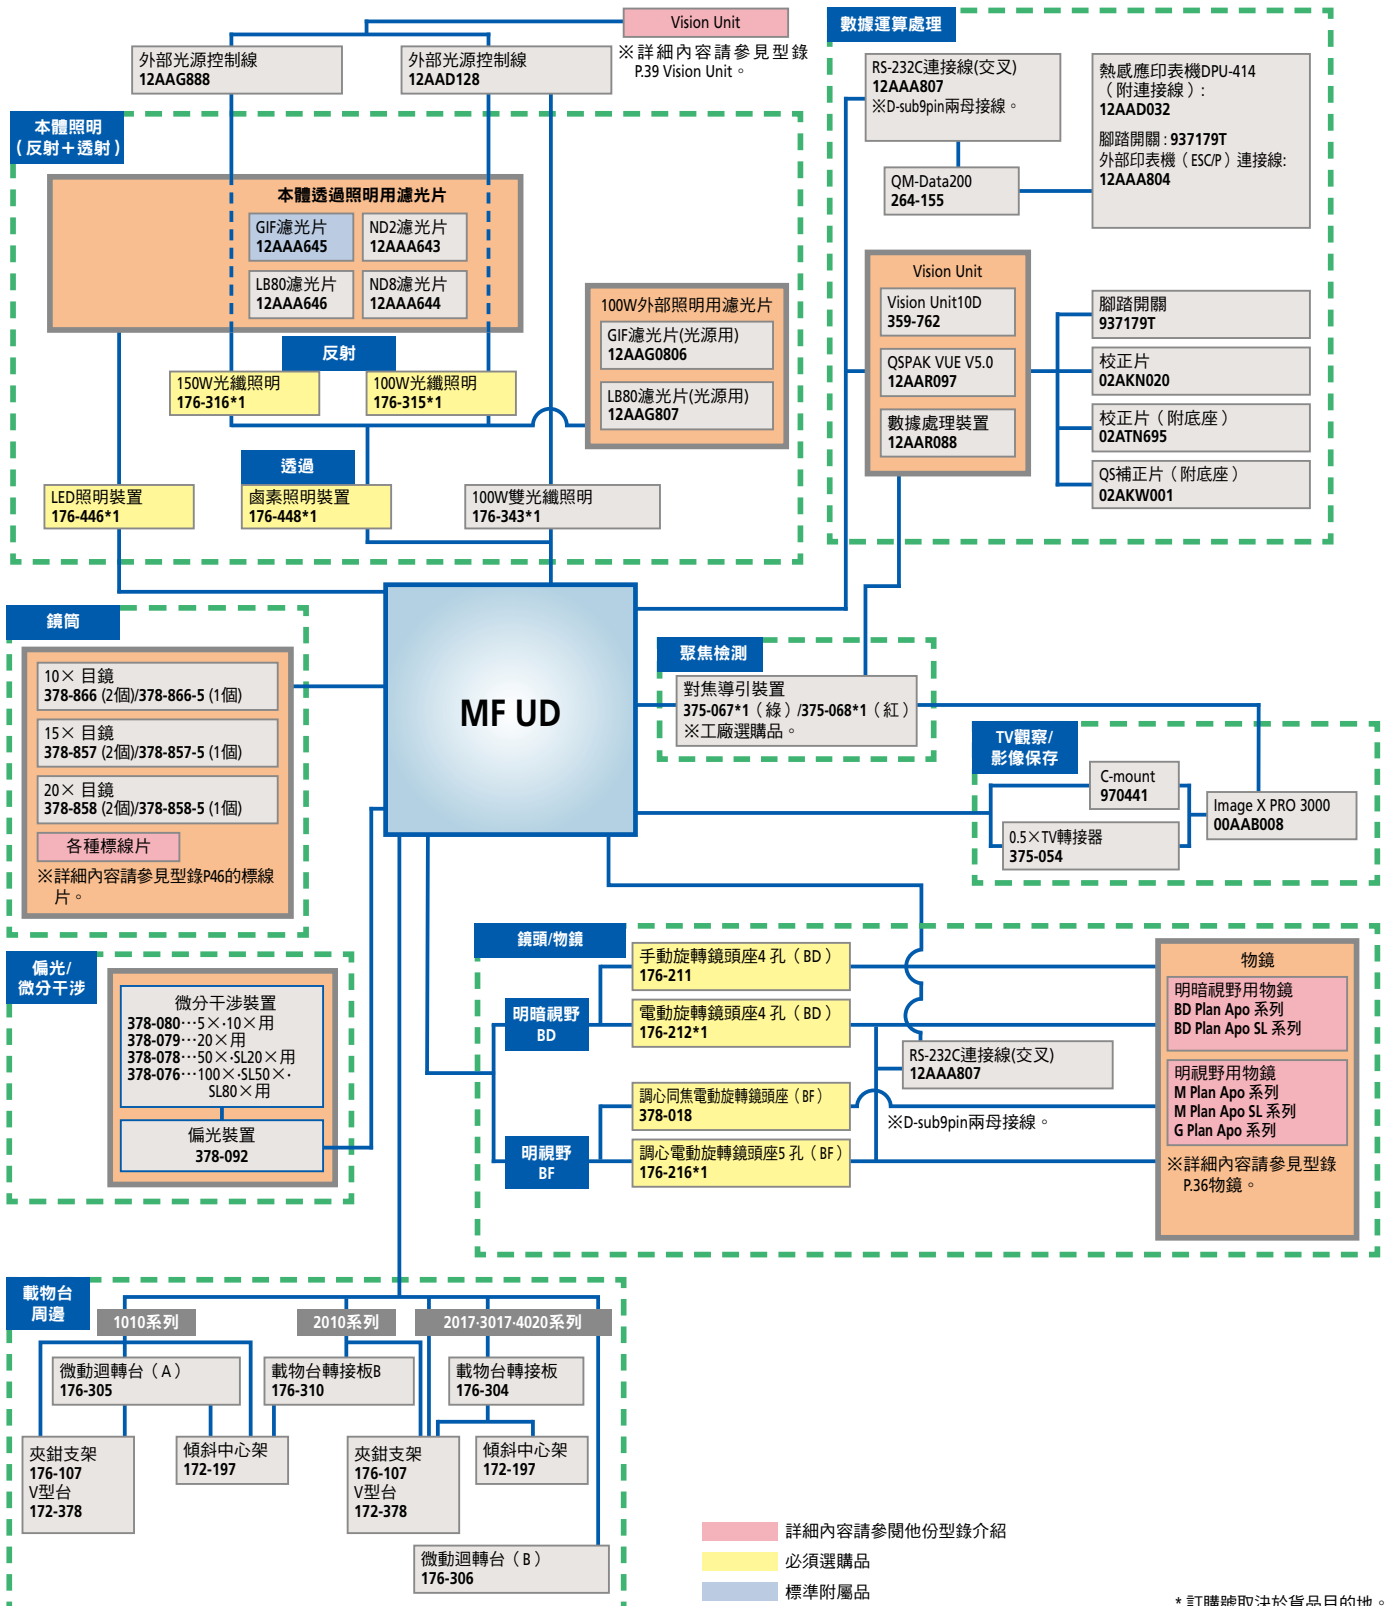 Vision Unit
※詳細內容請參見型錄
P.39 Vision Unit。
外部光源控制線
12AAG888
外部光源控制線
12AAD128
本體照明
(反射＋透射)
本體透過照明用濾光片
GIF濾光片
12AAA645
ND2濾光片
12AAA643
LB80濾光片
12AAA646
ND8濾光片
12AAA644
100W外部照明用濾光片
GIF濾光片(光源用)
12AAG0806
LB80濾光片(光源用)
12AAG807
反射
150W光纖照明
176-316*1
100W光纖照明
176-315*1
透過
LED照明裝置
176-446*1
鹵素照明裝置
176-448*1
100W雙光纖照明
176-343*1
數據運算處理
RS-232C連接線(交叉)
12AAA807
※D-sub9pin兩母接線。
QM-Data200
264-155
熱感應印表機DPU-414
（附連接線）:
12AAD032
腳踏開關 : 937179T
外部印表機（ESC/P）連接線:
12AAA804
Vision Unit
Vision Unit10D
359-762
QSPAK VUE V5.0
12AAR097
數據處理裝置
12AAR088
腳踏開關
937179T
校正片
02AKN020
校正片（附底座）
02ATN695
QS補正片（附底座）
02AKW001
MF UD
鏡筒
10× 目鏡
378-866 (2個)/378-866-5 (1個)
15× 目鏡
378-857 (2個)/378-857-5 (1個)
20× 目鏡
378-858 (2個)/378-858-5 (1個)
各種標線片
※詳細內容請參見型錄P46的標線
片。
聚焦檢測
對焦導引裝置
375-067*1（綠）/375-068*1（紅）
※工廠選購品。
TV觀察/
影像保存
C-mount
970441
0.5×TV轉接器
375-054
Image X PRO 3000
00AAB008
偏光/
微分干涉
微分干涉裝置
378-080⋯5×·10×用
378-079⋯20×用
378-078⋯50×·SL20×用
378-076⋯100×·SL50×·
SL80×用
偏光裝置
378-092
鏡頭/物鏡
明暗視野
BD
手動旋轉鏡頭座4 孔（BD）
176-211
電動旋轉鏡頭座4 孔（BD）
176-212*1
RS-232C連接線(交叉)
12AAA807
※D-sub9pin兩母接線。
明視野
BF
調心同焦電動旋轉鏡頭座（BF）
378-018
調心電動旋轉鏡頭座5 孔（BF）
176-216*1
物鏡
明暗視野用物鏡
BD Plan Apo 系列
BD Plan Apo SL 系列
明視野用物鏡
M Plan Apo 系列
M Plan Apo SL 系列
G Plan Apo 系列
※詳細內容請參見型錄
P.36物鏡。
載物台
周邊
1010系列
2010系列
2017·3017·4020系列
微動迴轉台（A）
176-305
載物台轉接板B
176-310
載物台轉接板
176-304
夾鉗支架
176-107
V型台
172-378
傾斜中心架
172-197
夾鉗支架
176-107
V型台
172-378
傾斜中心架
172-197
微動迴轉台（B）
176-306
詳細內容請參閱他份型錄介紹
必須選購品
標準附屬品
* 訂購號取決於貨品目的地。